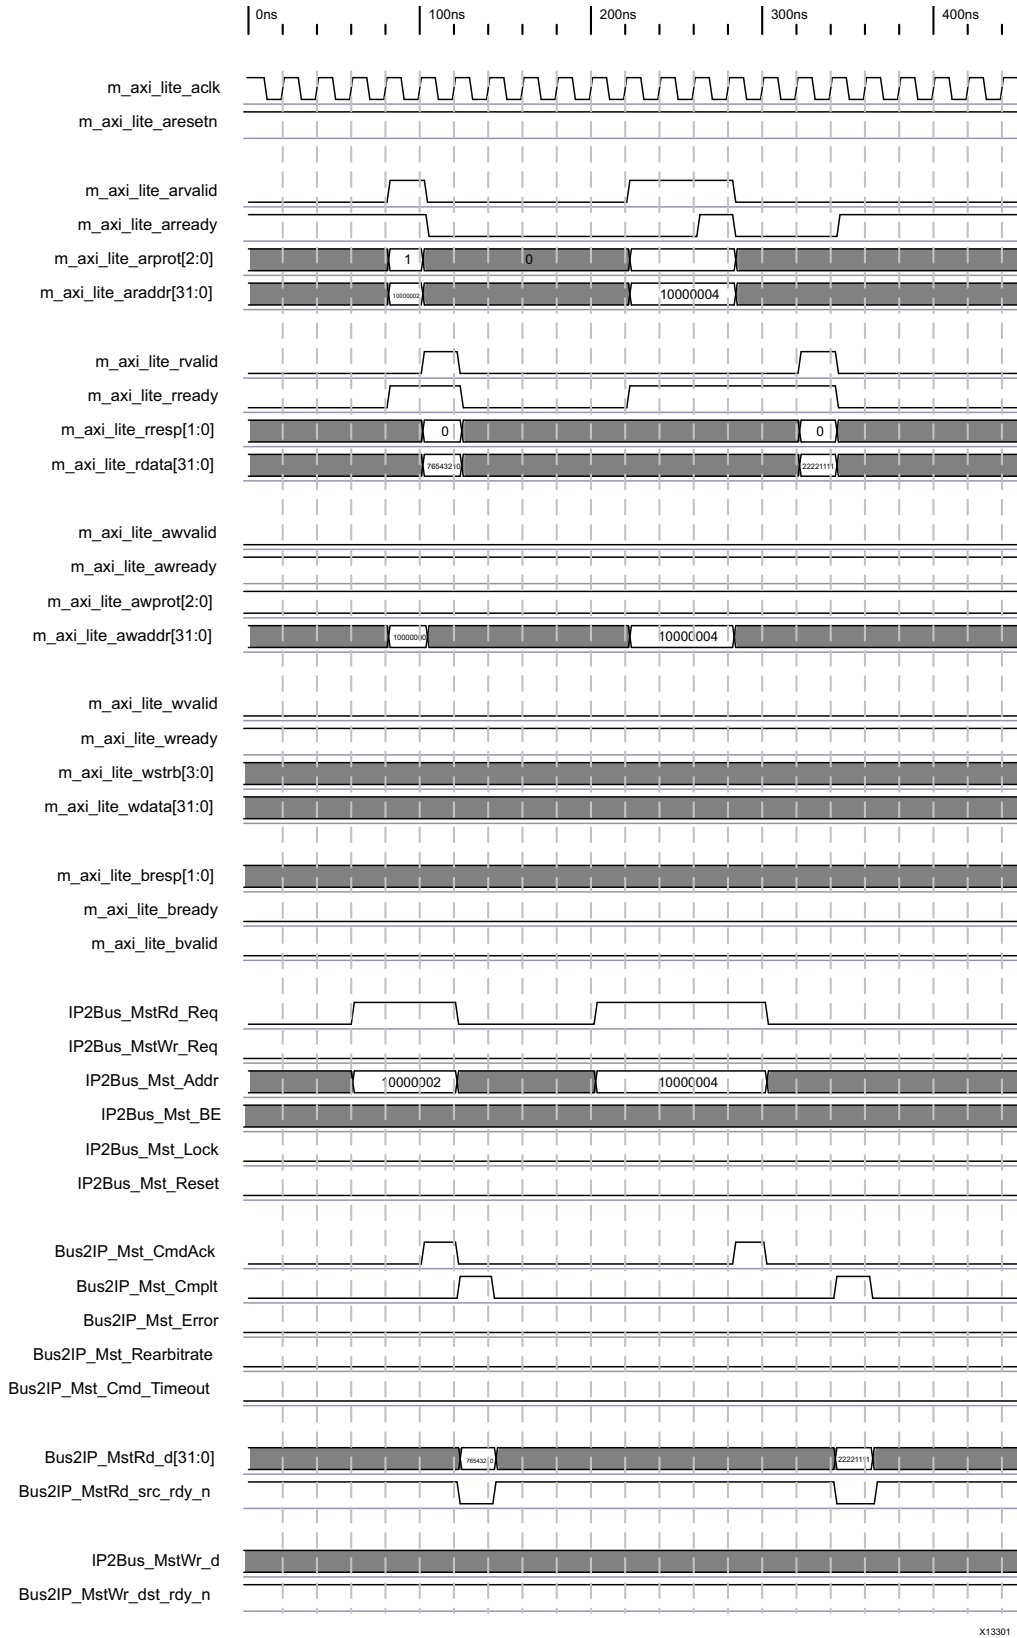 0ns 100ns 200ns 300ns 400ns
m_axi_lite_aclk
m_axi_lite_aresetn
m_axi_lite_arvalid
m_axi_lite_arready
m_axi_lite_arprot[2:0] 1 0
m_axi_lite_araddr[31:0] 10000002 10000004
m_axi_lite_rvalid
m_axi_lite_rready
m_axi_lite_rresp[1:0] 0 0
m_axi_lite_rdata[31:0] 76543210 22221111
m_axi_lite_awvalid
m_axi_lite_awready
m_axi_lite_awprot[2:0]
m_axi_lite_awaddr[31:0] 10000000 10000004
m_axi_lite_wvalid
m_axi_lite_wready
m_axi_lite_wstrb[3:0]
m_axi_lite_wdata[31:0]
m_axi_lite_bresp[1:0]
m_axi_lite_bready
m_axi_lite_bvalid
IP2Bus_MstRd_Req
IP2Bus_MstWr_Req
IP2Bus_Mst_Addr 10000002 10000004
IP2Bus_Mst_BE
IP2Bus_Mst_Lock
IP2Bus_Mst_Reset
Bus2IP_Mst_CmdAck
Bus2IP_Mst_Cmplt
Bus2IP_Mst_Error
Bus2IP_Mst_Rearbitrate
Bus2IP_Mst_Cmd_Timeout
Bus2IP_MstRd_d[31:0] 76543210 22221111
Bus2IP_MstRd_src_rdy_n
IP2Bus_MstWr_d
Bus2IP_MstWr_dst_rdy_n
X13301